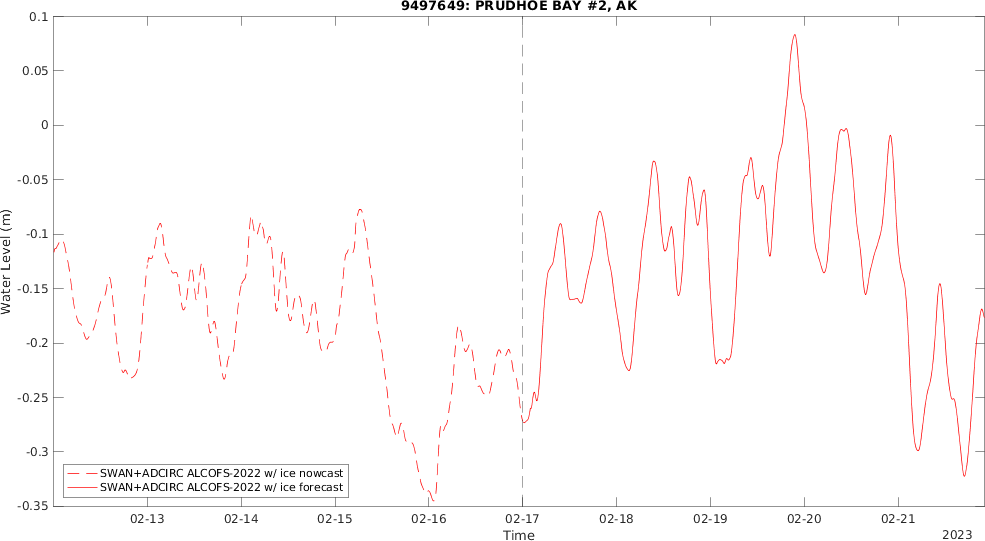 9497649: PRUDHOE BAY #2, AK
0.1
0.05
0
-0.05
-0.1
-0.15
-0.2
-0.25
-0.3
-0.35
Water Level (m)
SWAN+ADCIRC ALCOFS-2022 w/ ice nowcast
SWAN+ADCIRC ALCOFS-2022 w/ ice forecast
02-13 02-14 02-15 02-16 02-17 02-18 02-19 02-20 02-21
Time
2023